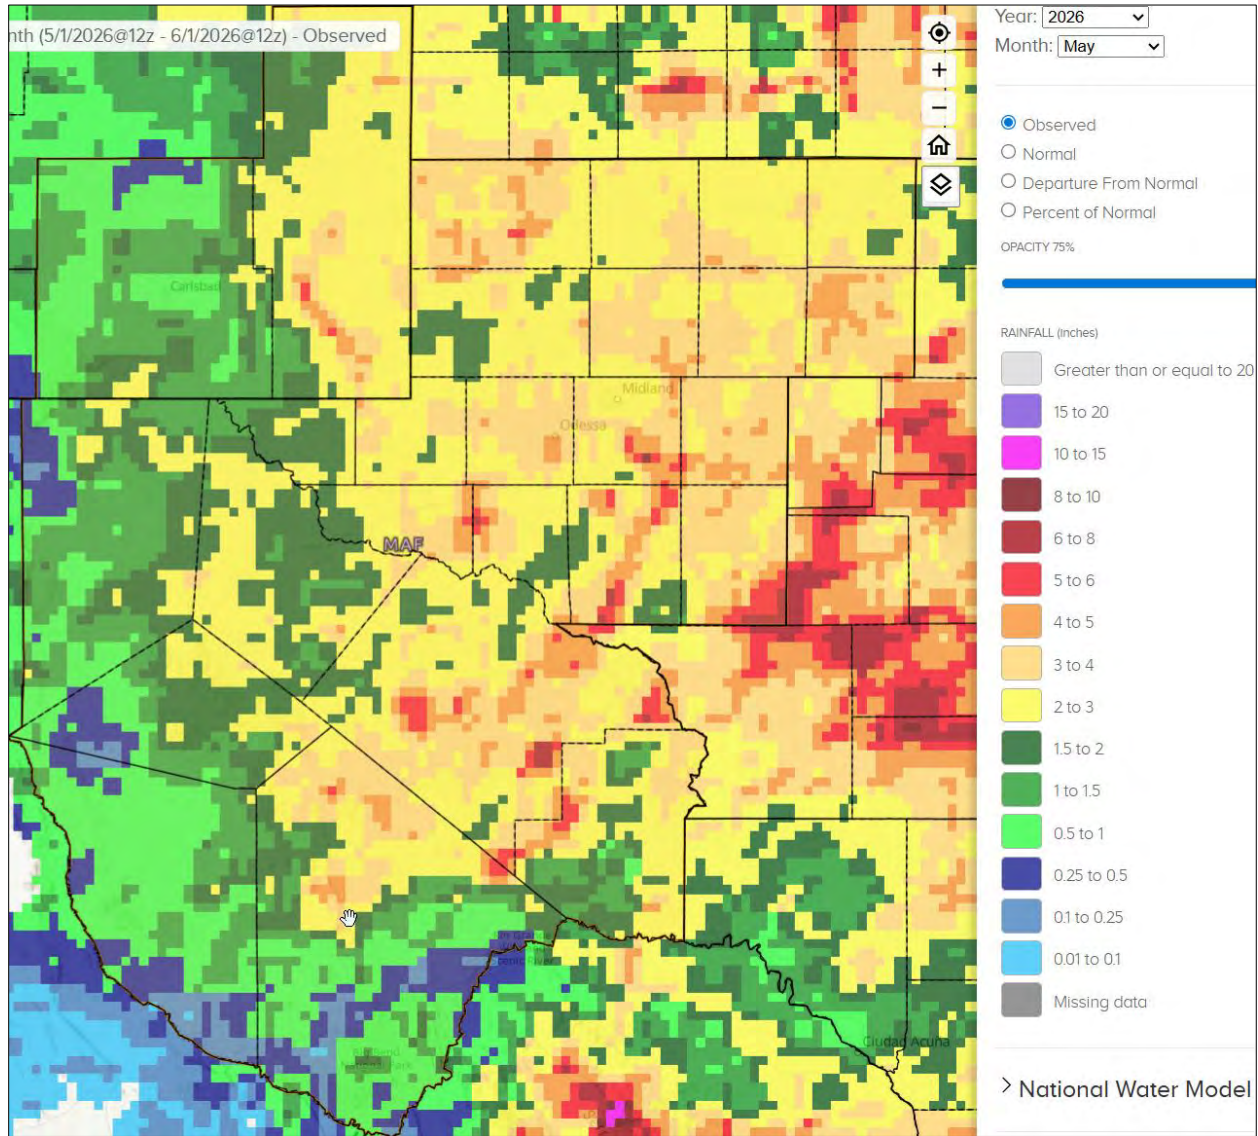 nth (5/1/2026@12z - 6/1/2026@12z) - Observed
Year: 2026
Month: May
Observed
Normal
Departure From Normal
Percent of Normal
OPACITY 75%
RAINFALL (Inches)
Greater than or equal to 20
15 to 20
10 to 15
8 to 10
6 to 8
5 to 6
4 to 5
3 to 4
2 to 3
1.5 to 2
1 to 1.5
0.5 to 1
0.25 to 0.5
0.1 to 0.25
0.01 to 0.1
Missing data
National Water Model
Carlsbad
Midland
Odessa
MAF
River
Park
Ciudad Acuña